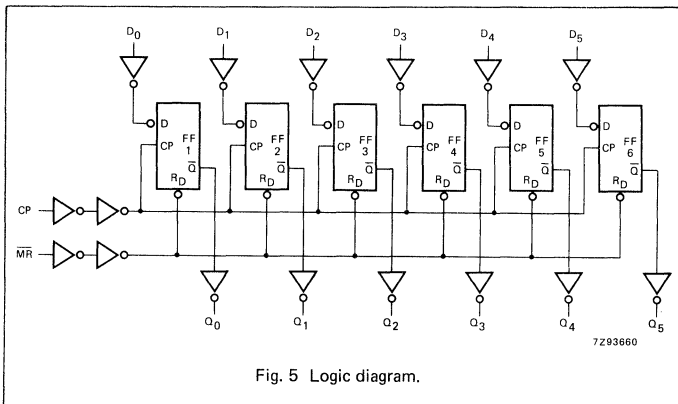 D0 D1 D2 D3 D4 D5
D FF 1 CP Q̅ RD
D FF 2 CP Q̅ RD
D FF 3 CP Q̅ RD
D FF 4 CP Q̅ RD
D FF 5 CP Q̅ RD
D FF 6 CP Q̅ RD
CP
M̅R̅
Q0 Q1 Q2 Q3 Q4 Q5
7Z93660
Fig. 5 Logic diagram.